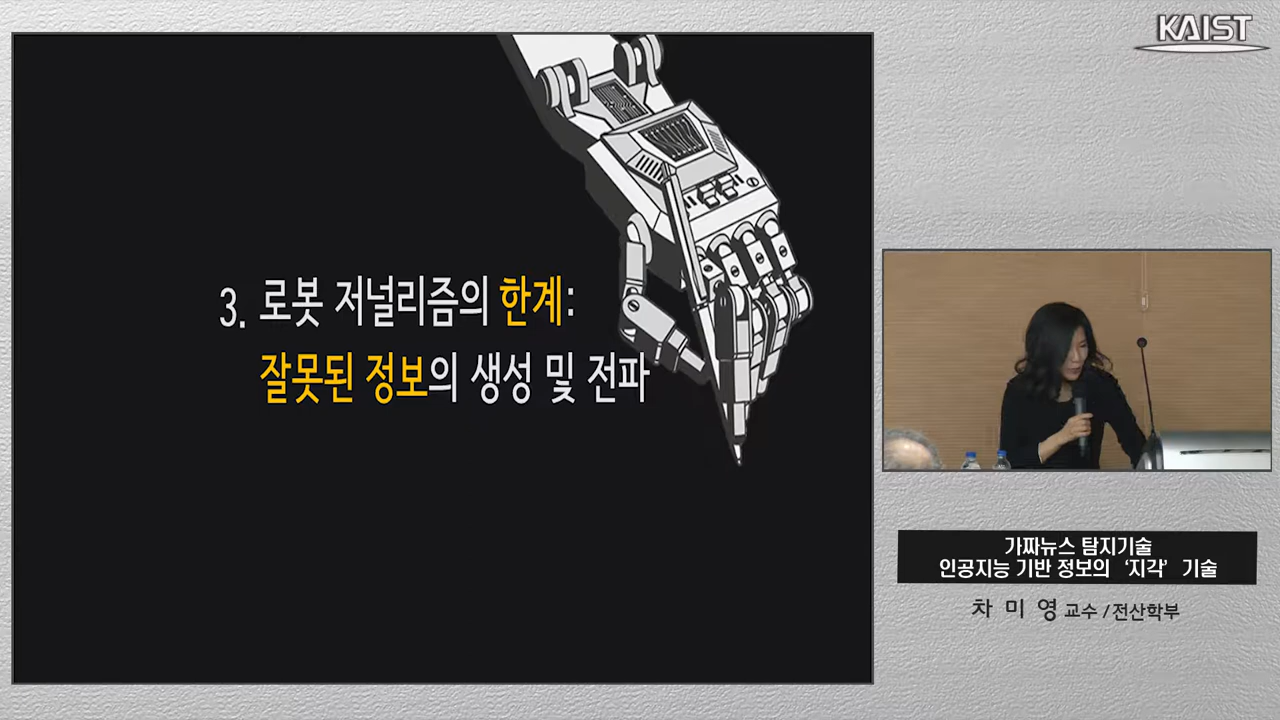 KAIST
3. 로봇 저널리즘의 한계:
잘못된 정보의 생성 및 전파
가짜뉴스 탐지기술
인공지능 기반 정보의 ‘지각’ 기술
차 미 영 교수 / 전산학부